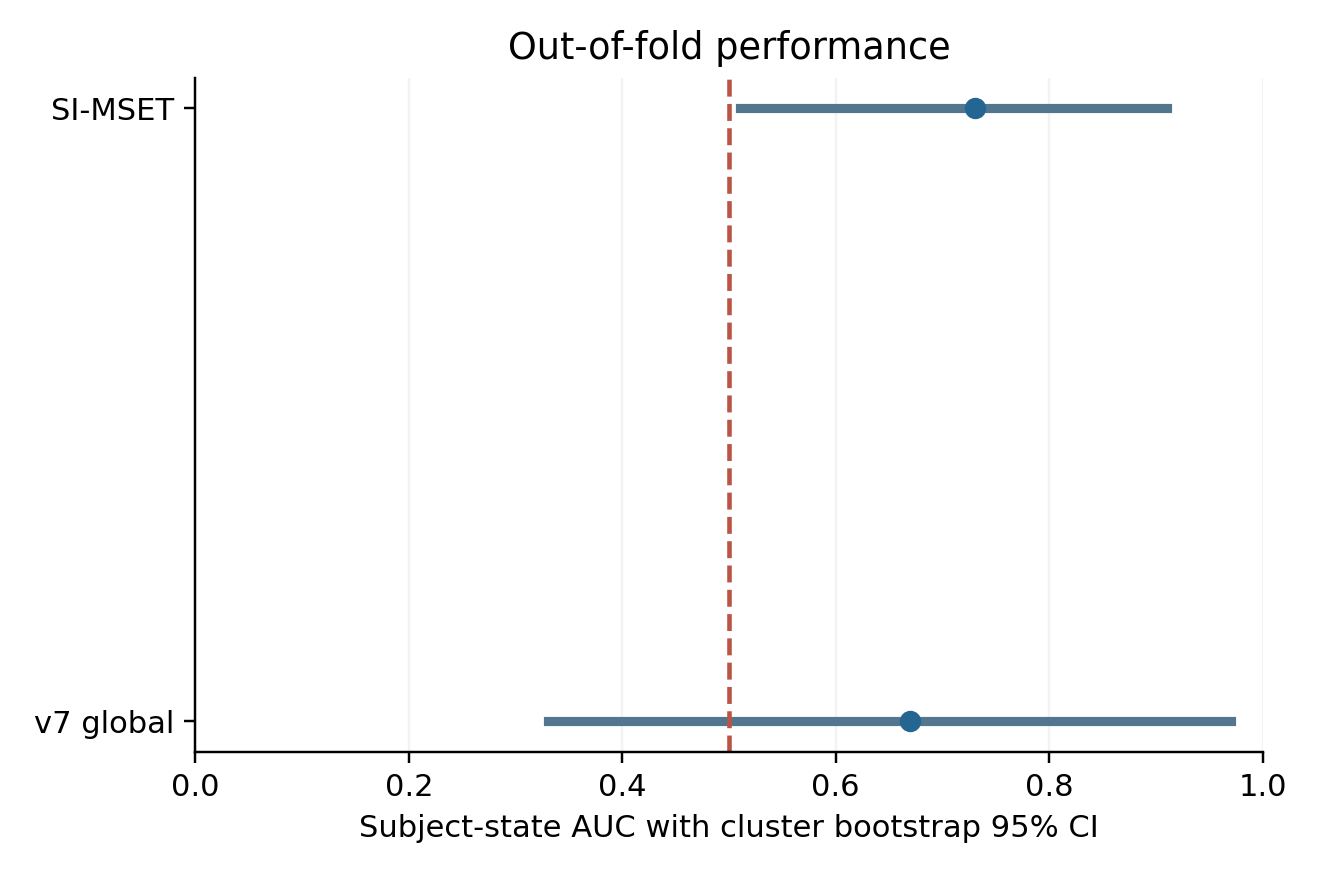 Out-of-fold performance
SI-MSET
v7 global
0.0 0.2 0.4 0.6 0.8 1.0
Subject-state AUC with cluster bootstrap 95% CI